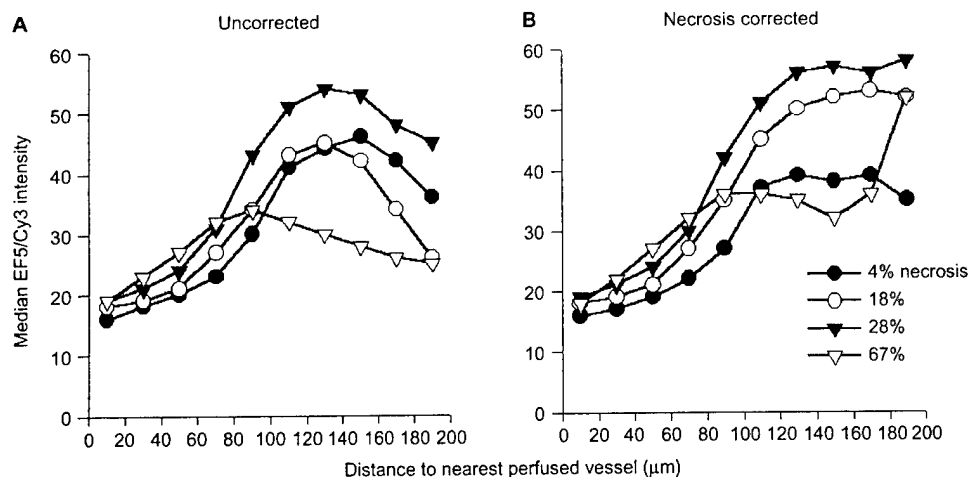 A
Uncorrected
B
Necrosis corrected
Median EF5/Cy3 intensity
60
50
40
30
20
10
0
0 20 40 60 80 100 120 140 160 180 200
60
50
40
30
20
10
0
0 20 40 60 80 100 120 140 160 180 200
4% necrosis
18%
28%
67%
Distance to nearest perfused vessel (μm)